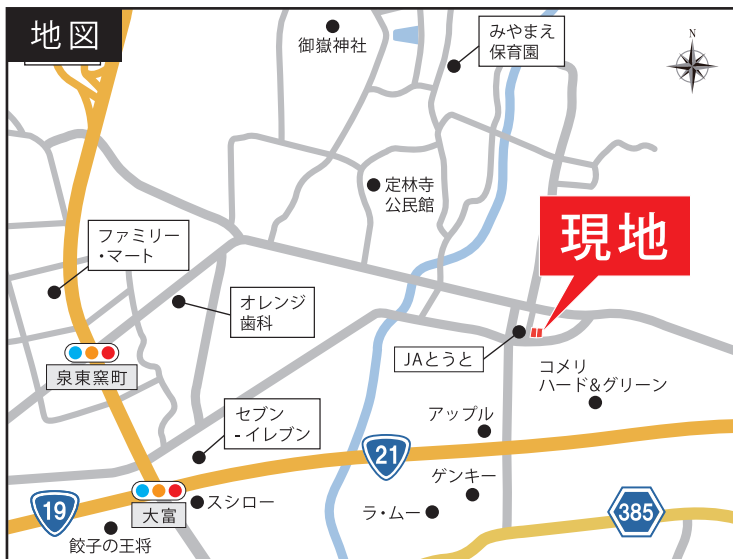 地図
N
御嶽神社
みやまえ
保育園
定林寺
公民館
現地
ファミリー
・マート
オレンジ
歯科
JAとうと
泉東窯町
コメリ
ハード&グリーン
セブン
-イレブン
アップル
21
ゲンキー
19
大富
スシロー
ラ・ムー
385
餃子の王将